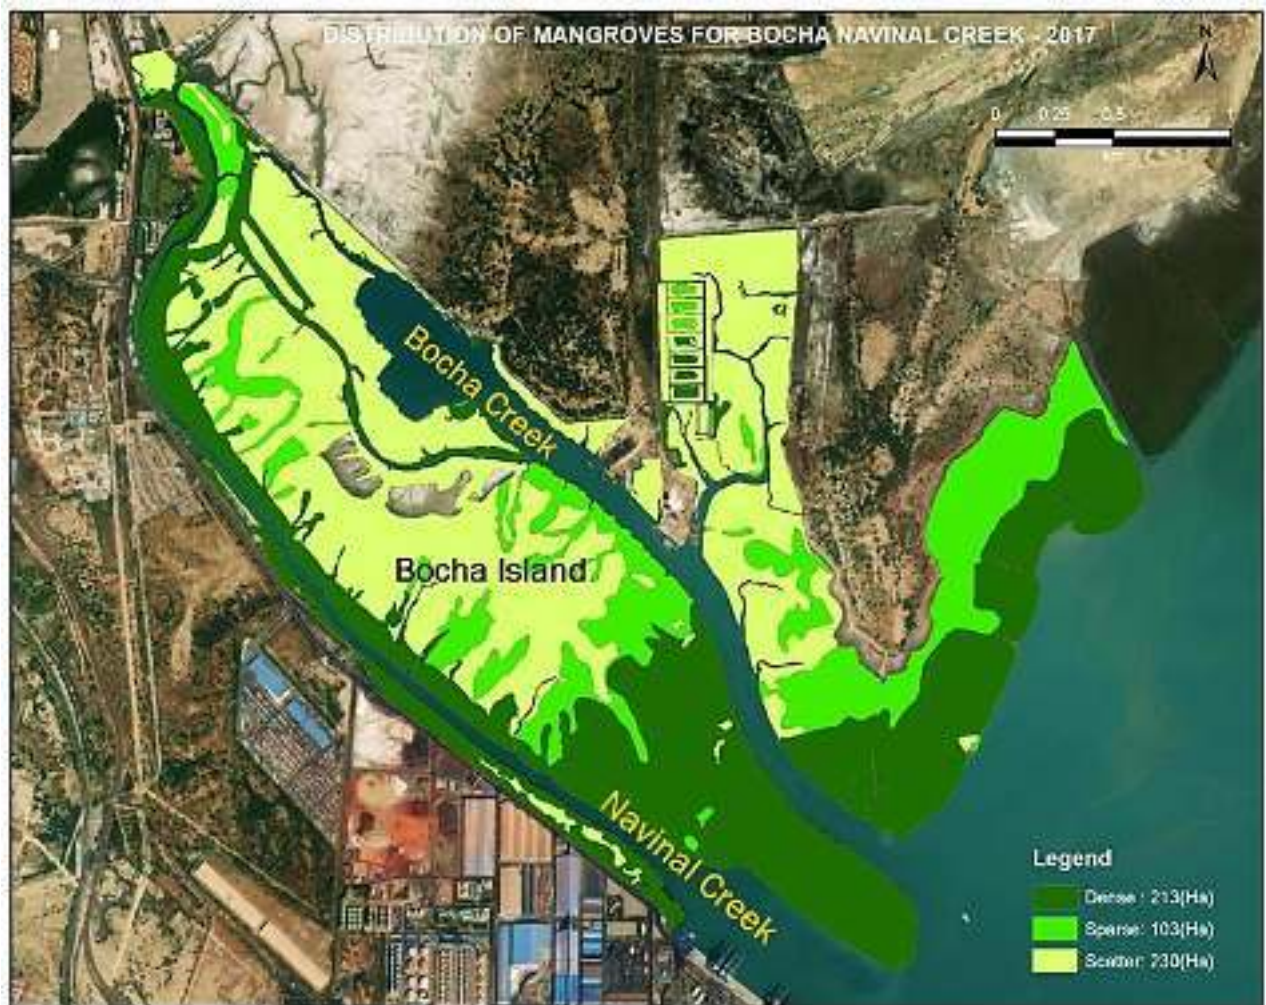 DISTRIBUTION OF MANGROVES FOR BOCHA NAVINAL CREEK - 2017
N
0 0.25 0.5 1
Bocha Creek
Bocha Island
Navinal Creek
Legend
Dense : 213(Ha)
Sparse: 103(Ha)
Scatter: 230(Ha)